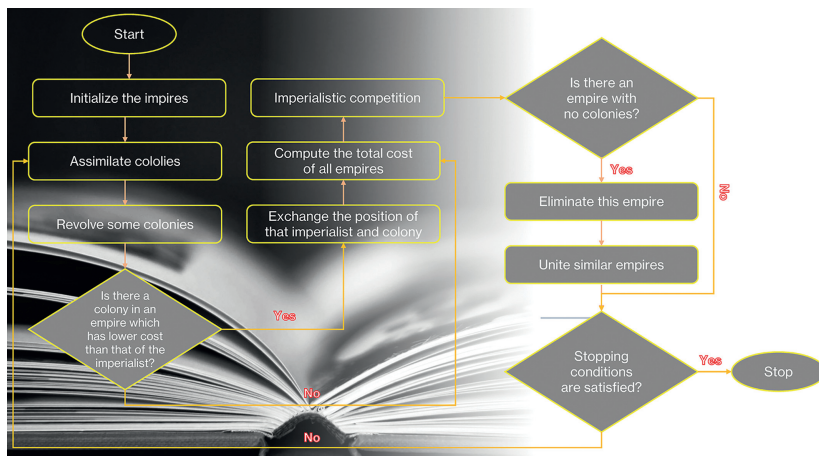 Start
Initialize the impires
Assimilate cololies
Revolve some colonies
Is there a
colony in an
empire which
has lower cost
than that of the
imperialist?
Yes
No
Exchange the position of
that imperialist and colony
Compute the total cost
of all empires
Imperialistic competition
Is there an
empire with
no colonies?
Yes
No
Eliminate this empire
Unite similar empires
Stopping
conditions
are satisfied?
Yes
Stop
No